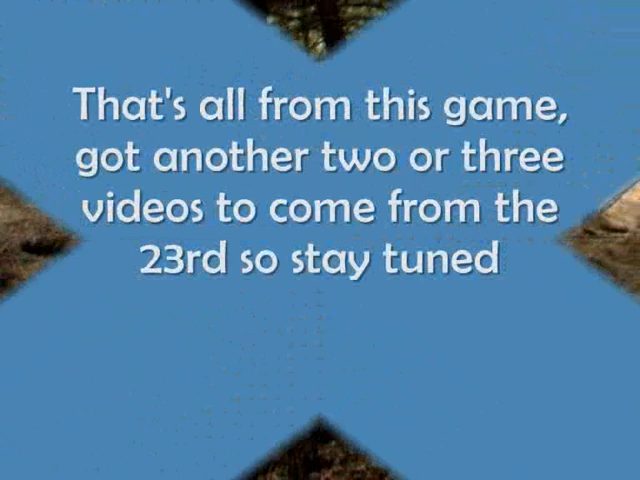 That's all from this game,
got another two or three
videos to come from the
23rd so stay tuned